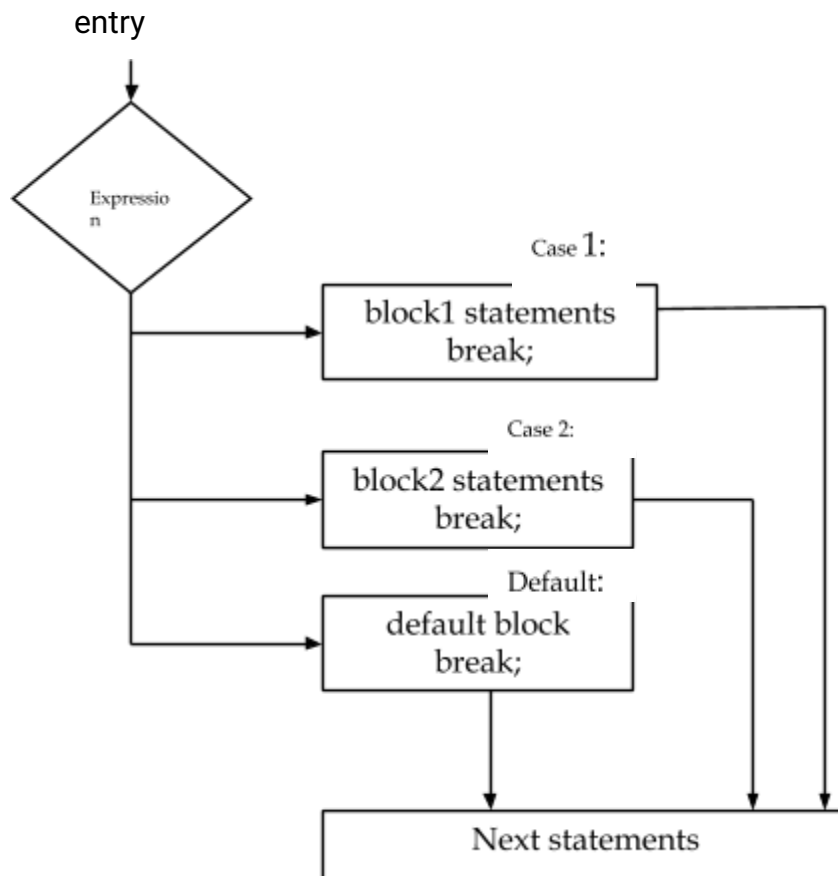 entry
Expressio
n
Case 1:
block1 statements
break;
Case 2:
block2 statements
break;
Default:
default block
break;
Next statements